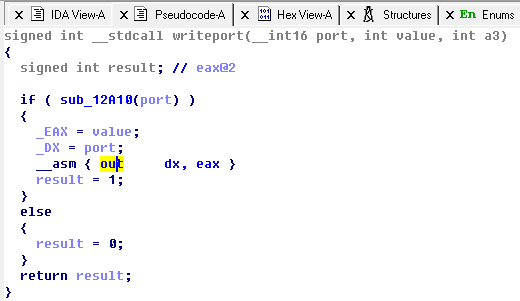 IDA View-A Pseudocode-A Hex View-A Structures En Enums
signed int __stdcall writeport(__int16 port, int value, int a3)
{
  signed int result; // eax@2
  if ( sub_12A10(port) )
  {
    _EAX = value;
    _DX = port;
    __asm { out     dx, eax }
    result = 1;
  }
  else
  {
    result = 0;
  }
  return result;
}